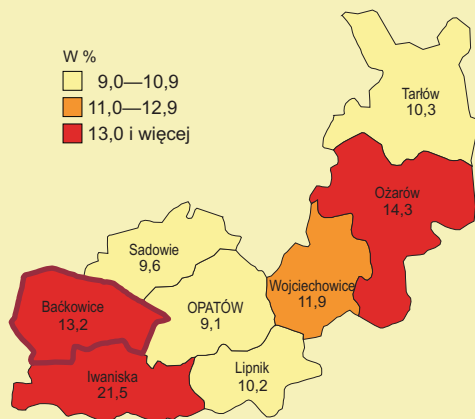 W %
9,0—10,9
11,0—12,9
13,0 i więcej
Tarłów
10,3
Ożarów
14,3
Sadowie
9,6
Wojciechowice
11,9
Baćkowice
13,2
OPATÓW
9,1
Lipnik
10,2
Iwaniska
21,5